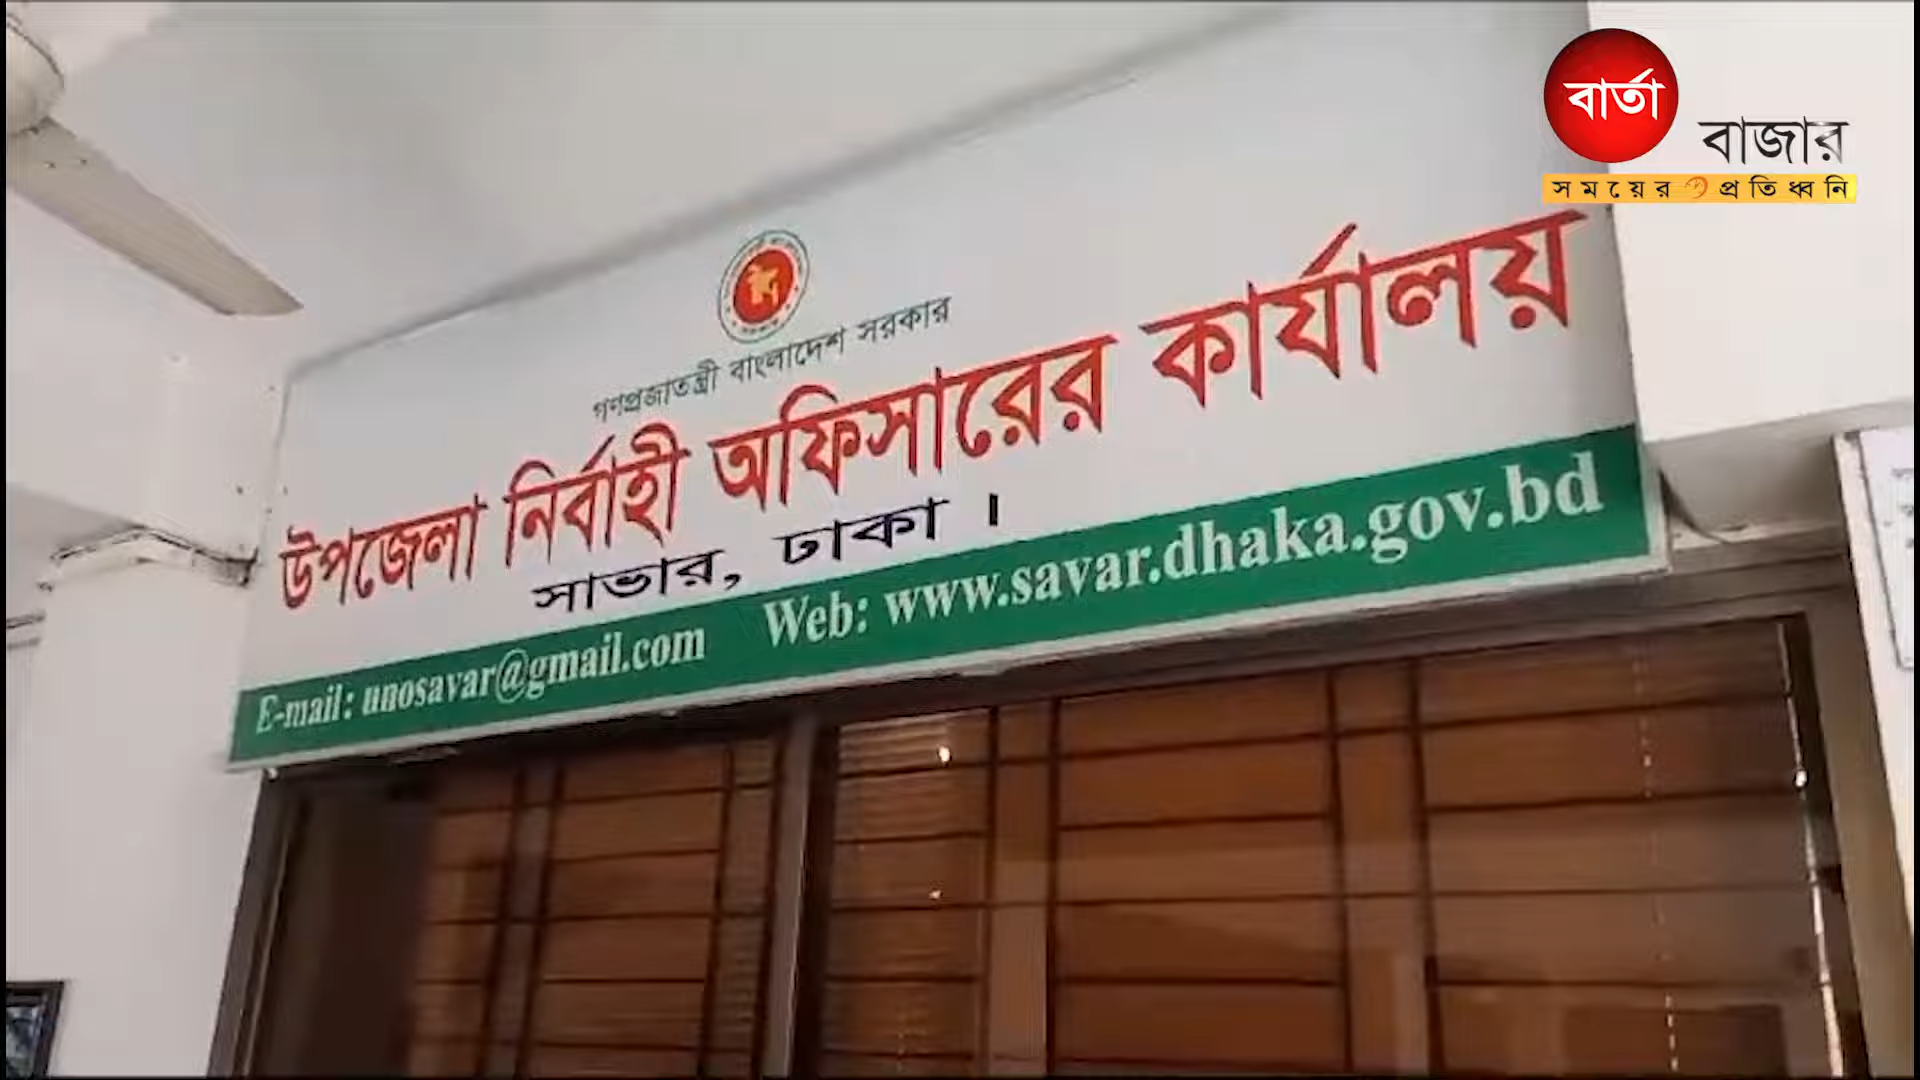 বার্তা
বাজার
সময়ের প্রতিধ্বনি
গণপ্রজাতন্ত্রী বাংলাদেশ সরকার
উপজেলা নির্বাহী অফিসারের কার্যালয়
সাভার, ঢাকা ।
E-mail: unosavar@gmail.com Web: www.savar.dhaka.gov.bd